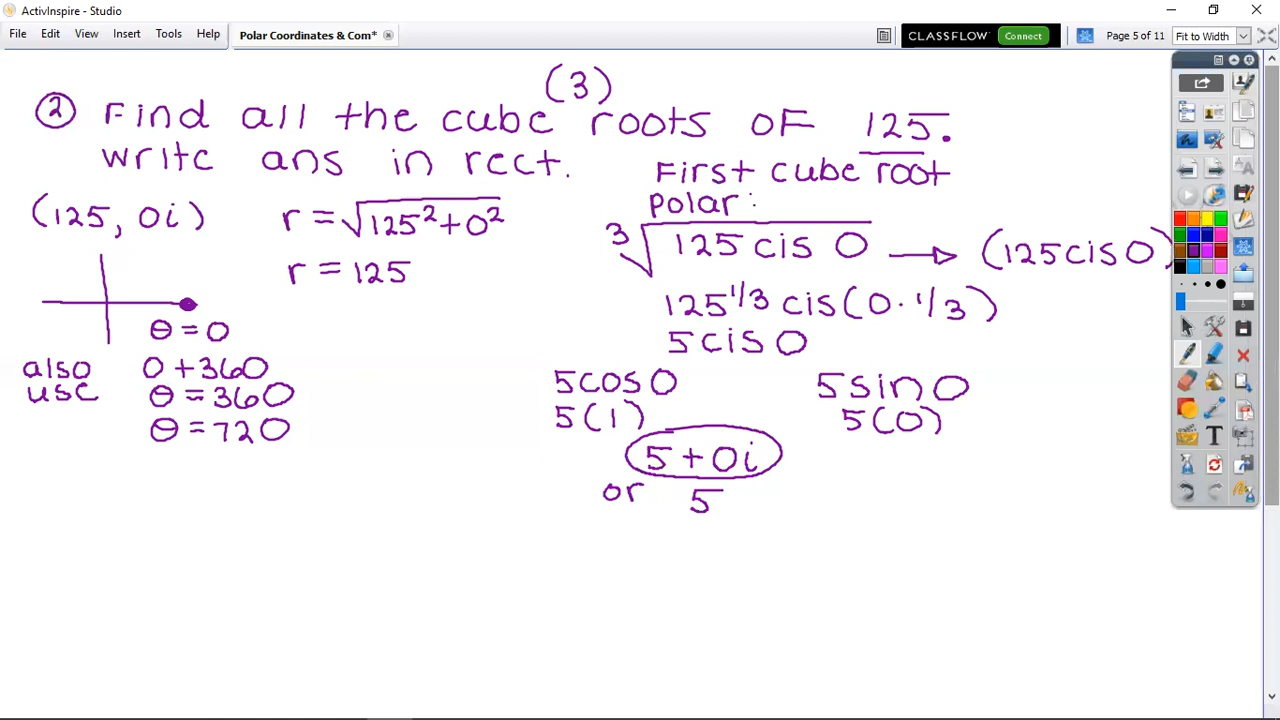 ActivInspire - Studio
File Edit View Insert Tools Help
Polar Coordinates & Com*
CLASSFLOW Connect
Page 5 of 11
Fit to Width
(3)
② Find all the cube roots of 125.
write ans in rect.
First cube root
polar:
(125, 0i)
r = √125² + 0²
r = 125
θ = 0
also use
0 + 360
θ = 360
θ = 720
³√125 cis 0 → (125 cis 0)
125^1/3 cis(0 · 1/3)
5 cis 0
5 cos 0
5 sin 0
5(1)
5(0)
5 + 0i
or 5
T